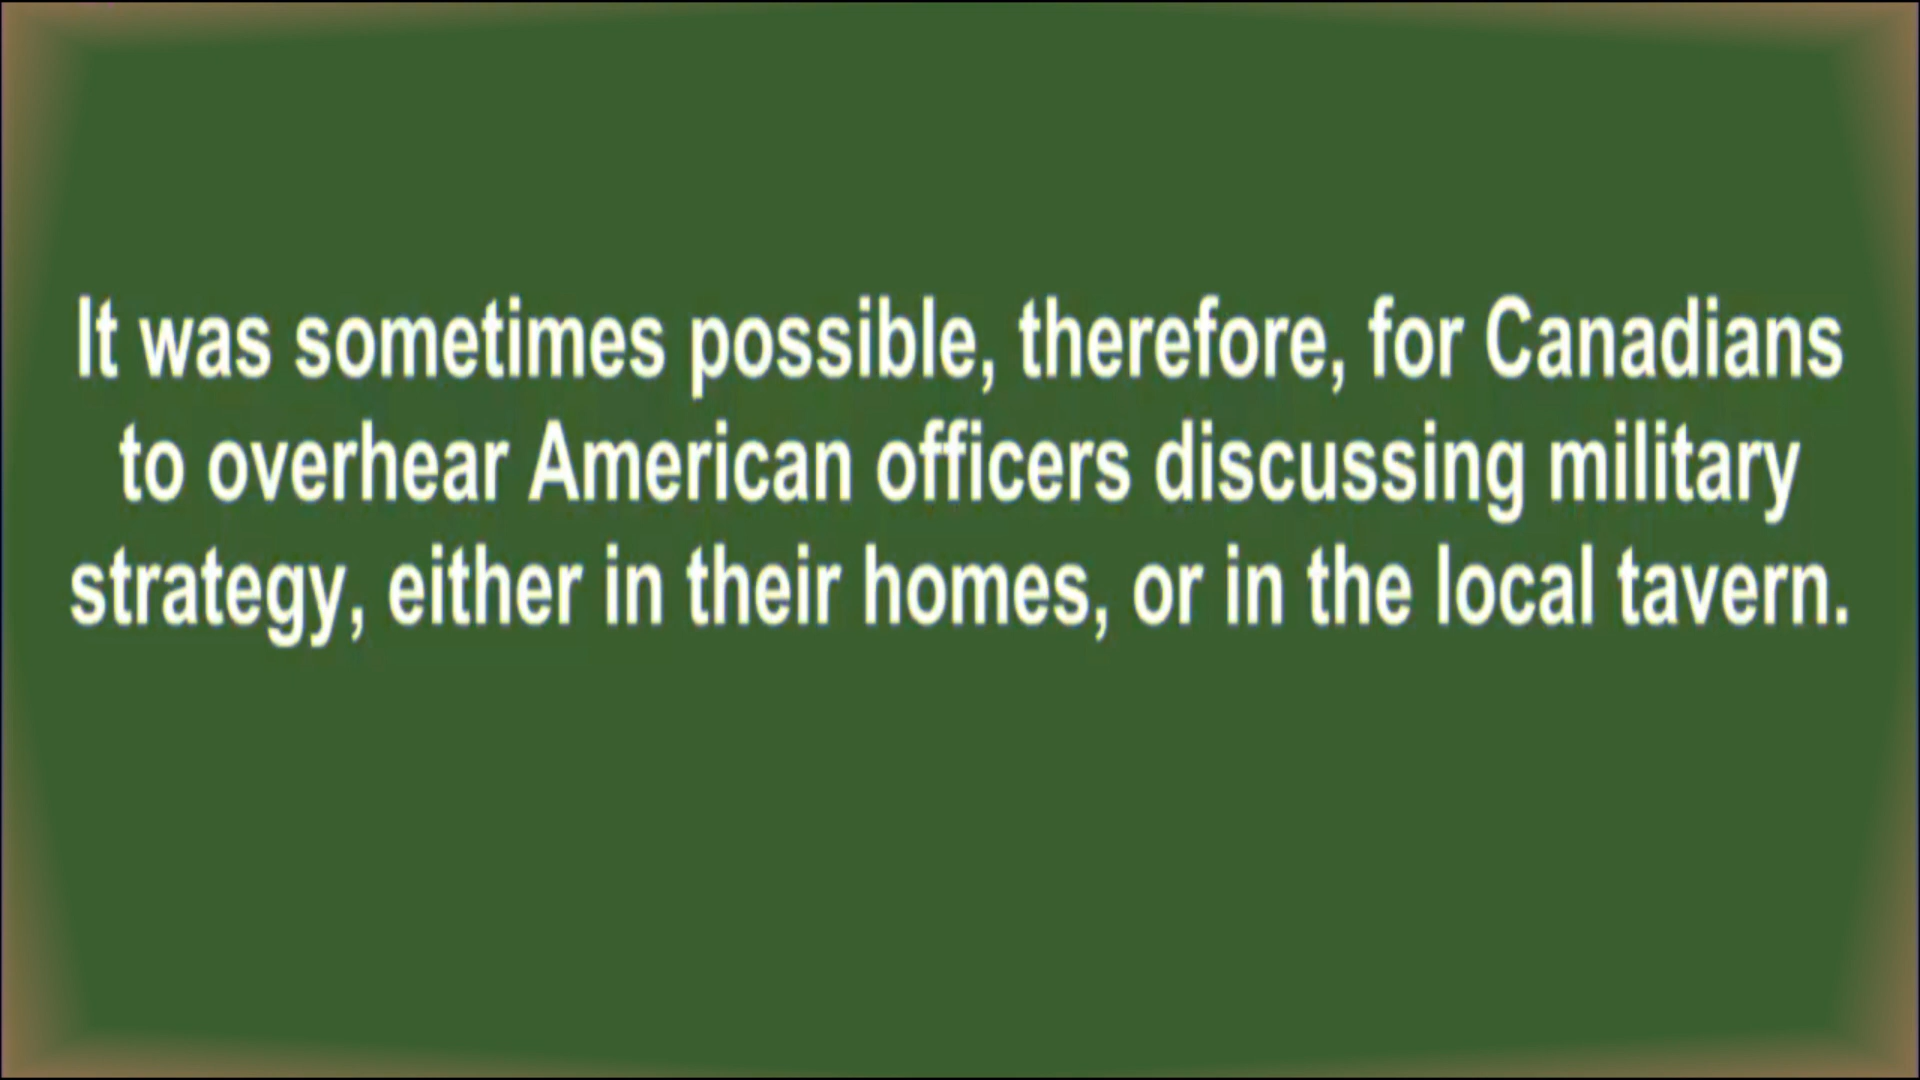 It was sometimes possible, therefore, for Canadians
to overhear American officers discussing military
strategy, either in their homes, or in the local tavern.